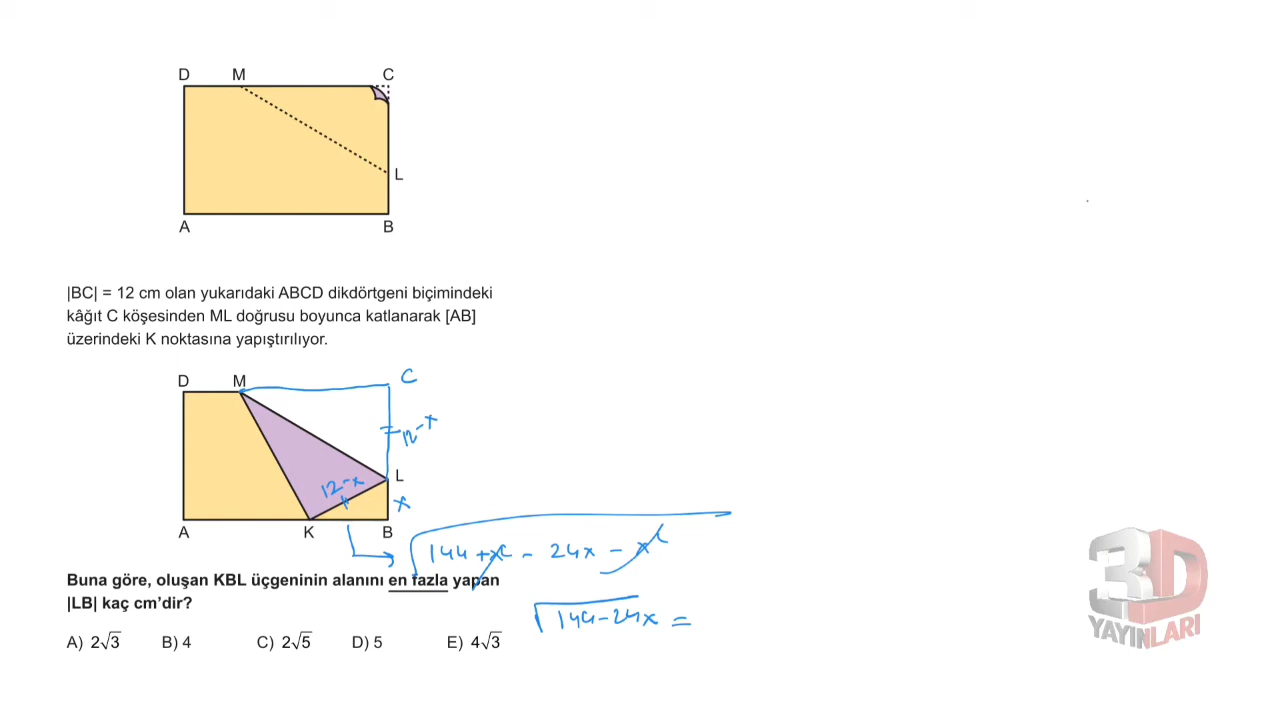 D M C
L
A B
|BC| = 12 cm olan yukarıdaki ABCD dikdörtgeni biçimindeki
kâğıt C köşesinden ML doğrusu boyunca katlanarak [AB]
üzerindeki K noktasına yapıştırılıyor.
D M C
12-x
L
12-x
x
A K B
√144+x²-24x-x²
Buna göre, oluşan KBL üçgeninin alanını en fazla yapan
|LB| kaç cm'dir?
√144-24x =
A) 2√3 B) 4 C) 2√5 D) 5 E) 4√3
3D
YAYINLARI